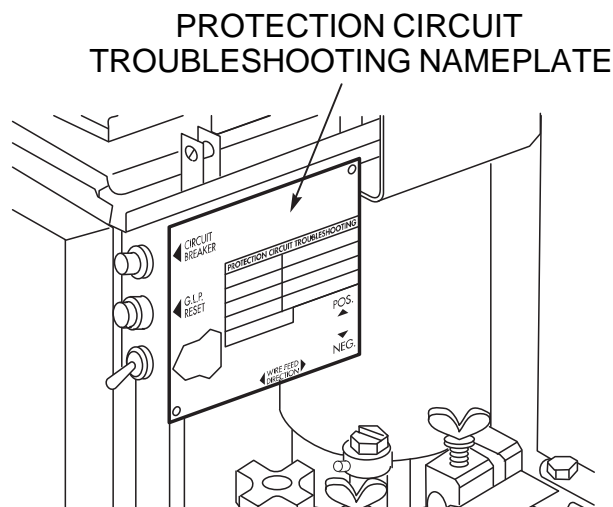 PROTECTION CIRCUIT
TROUBLESHOOTING NAMEPLATE
CIRCUIT
BREAKER
PROTECTION CIRCUIT TROUBLESHOOTING
G.L.P.
RESET
POS.
NEG.
WIRE FEED
DIRECTION